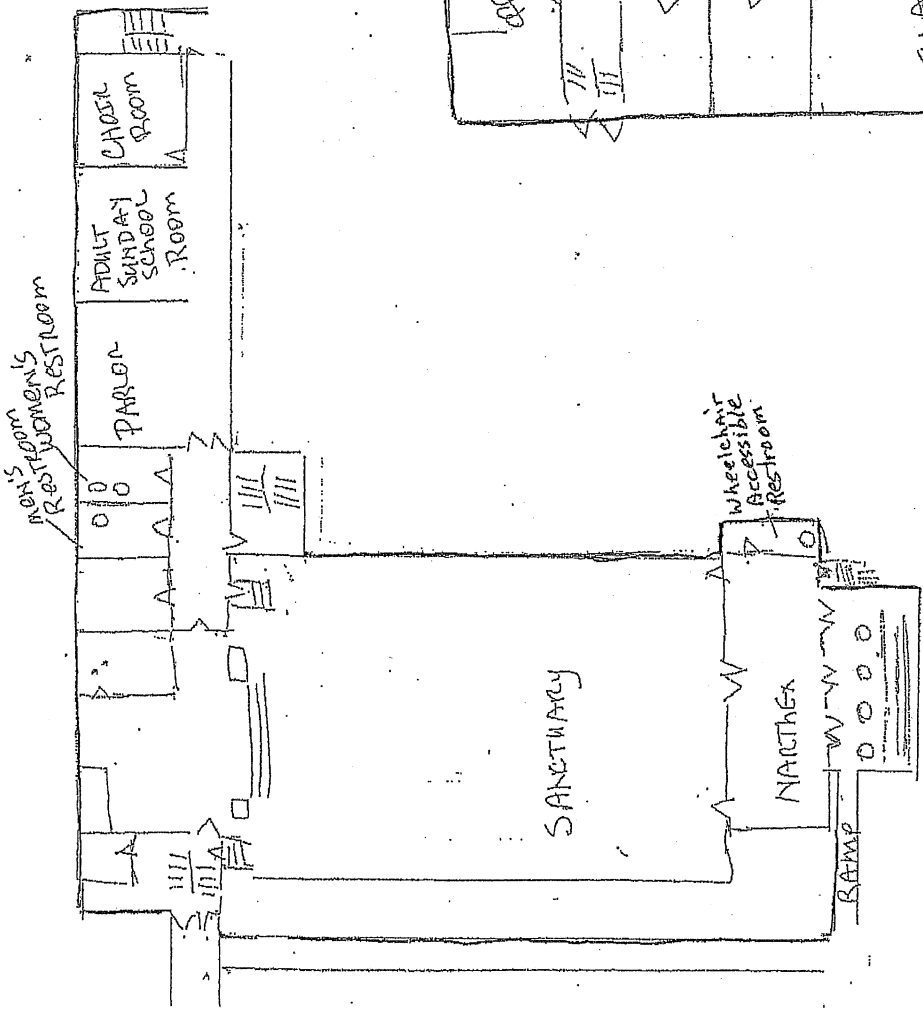 MEN'S
RESTROOM
WOMEN'S
RESTROOM
PARLOR
ADULT
SUNDAY
SCHOOL
ROOM
CHOIR
ROOM
SANCTUARY
Wheelchair
Accessible
Restroom
NARTHEX
RAMP